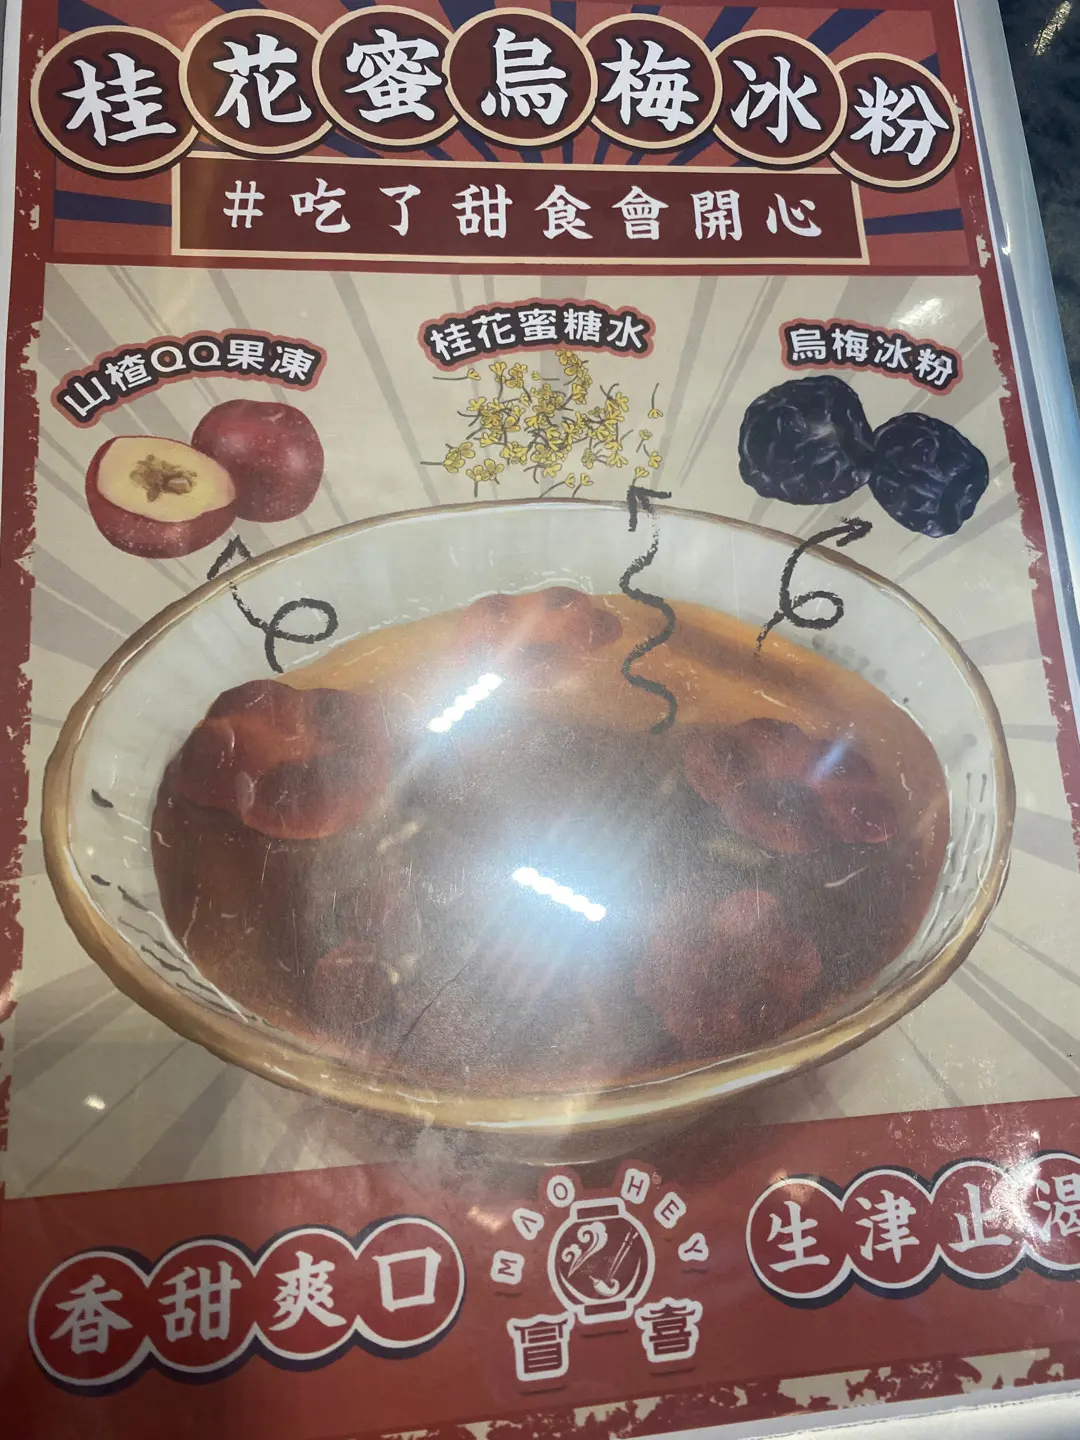 桂花蜜烏梅冰粉
#吃了甜食會開心
山楂QQ果凍
桂花蜜糖水
烏梅冰粉
香甜爽口
MVOHEY
冒喜
生津止渴